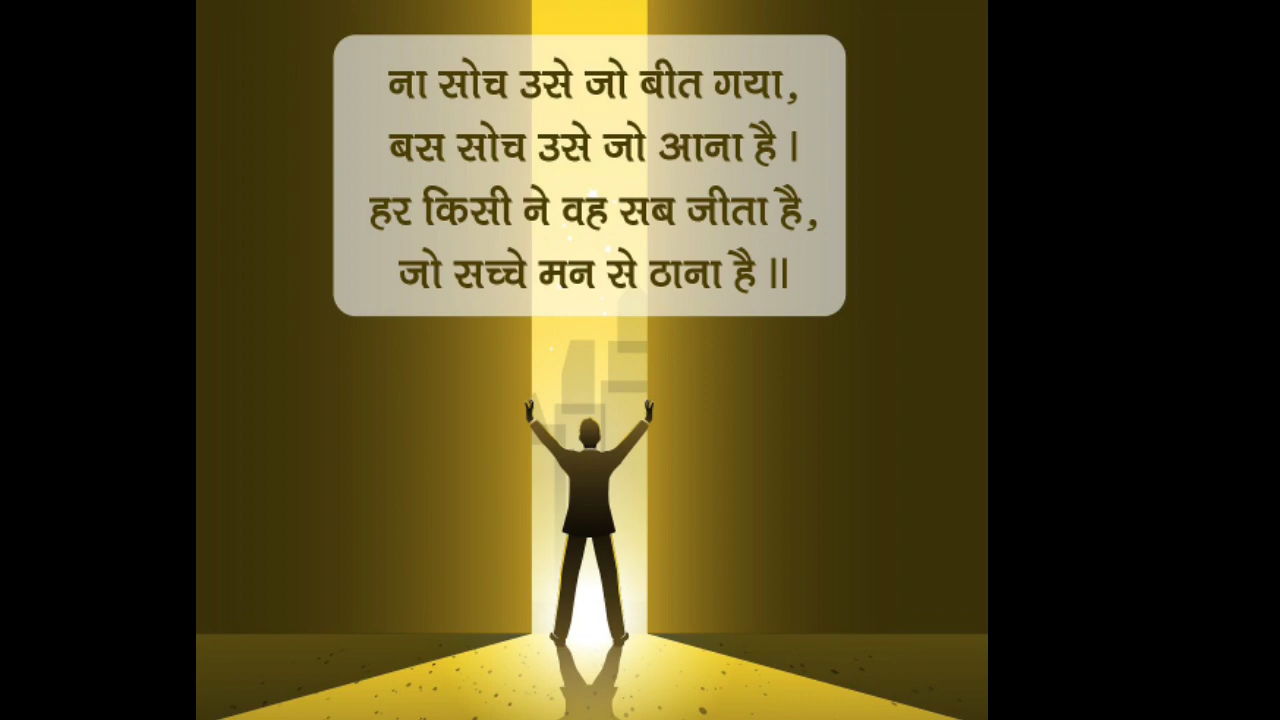 ना सोच उसे जो बीत गया,
बस सोच उसे जो आना है |
हर किसी ने वह सब जीता है,
जो सच्चे मन से ठाना है ||